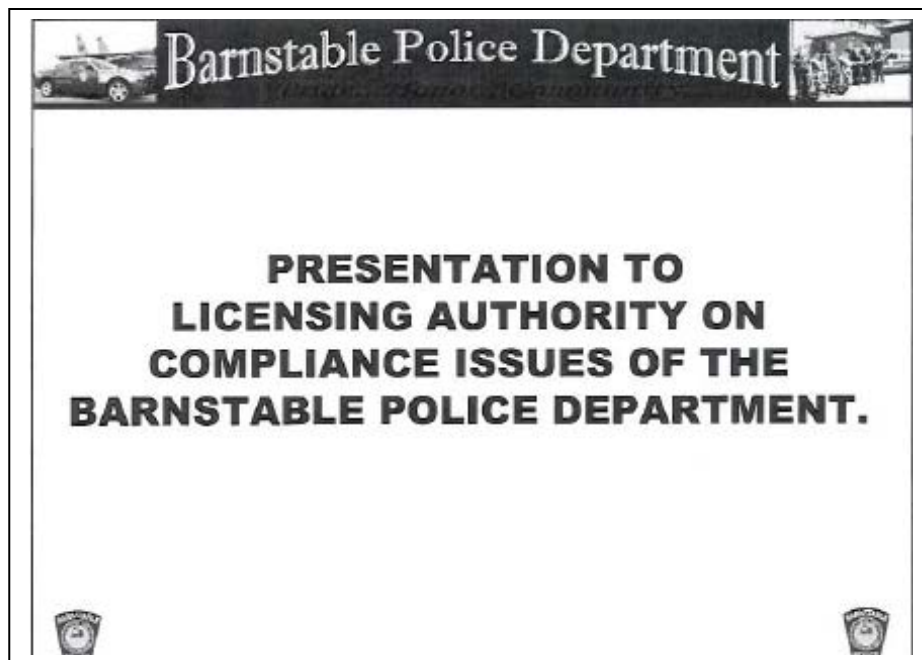 Barnstable Police Department
PRESENTATION TO
LICENSING AUTHORITY ON
COMPLIANCE ISSUES OF THE
BARNSTABLE POLICE DEPARTMENT.